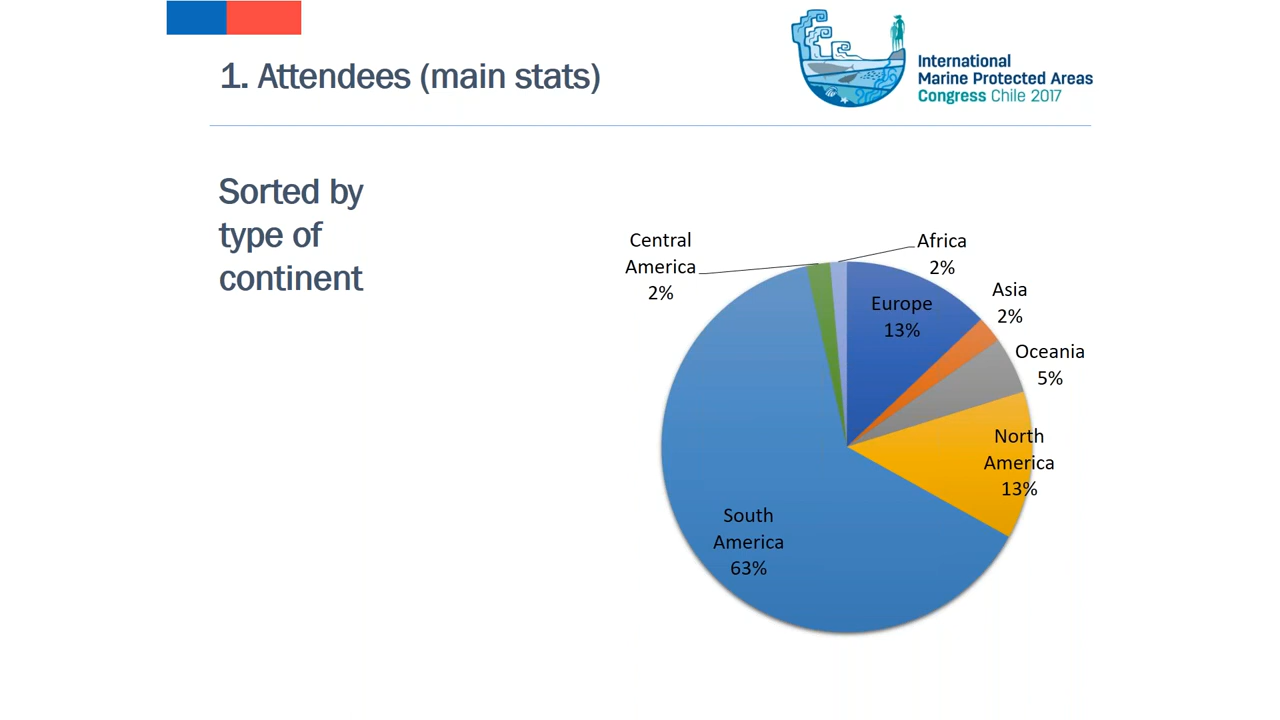 1. Attendees (main stats)
International
Marine Protected Areas
Congress Chile 2017
Sorted by
type of
continent
Central
America
2%
Africa
2%
Europe
13%
Asia
2%
Oceania
5%
North
America
13%
South
America
63%